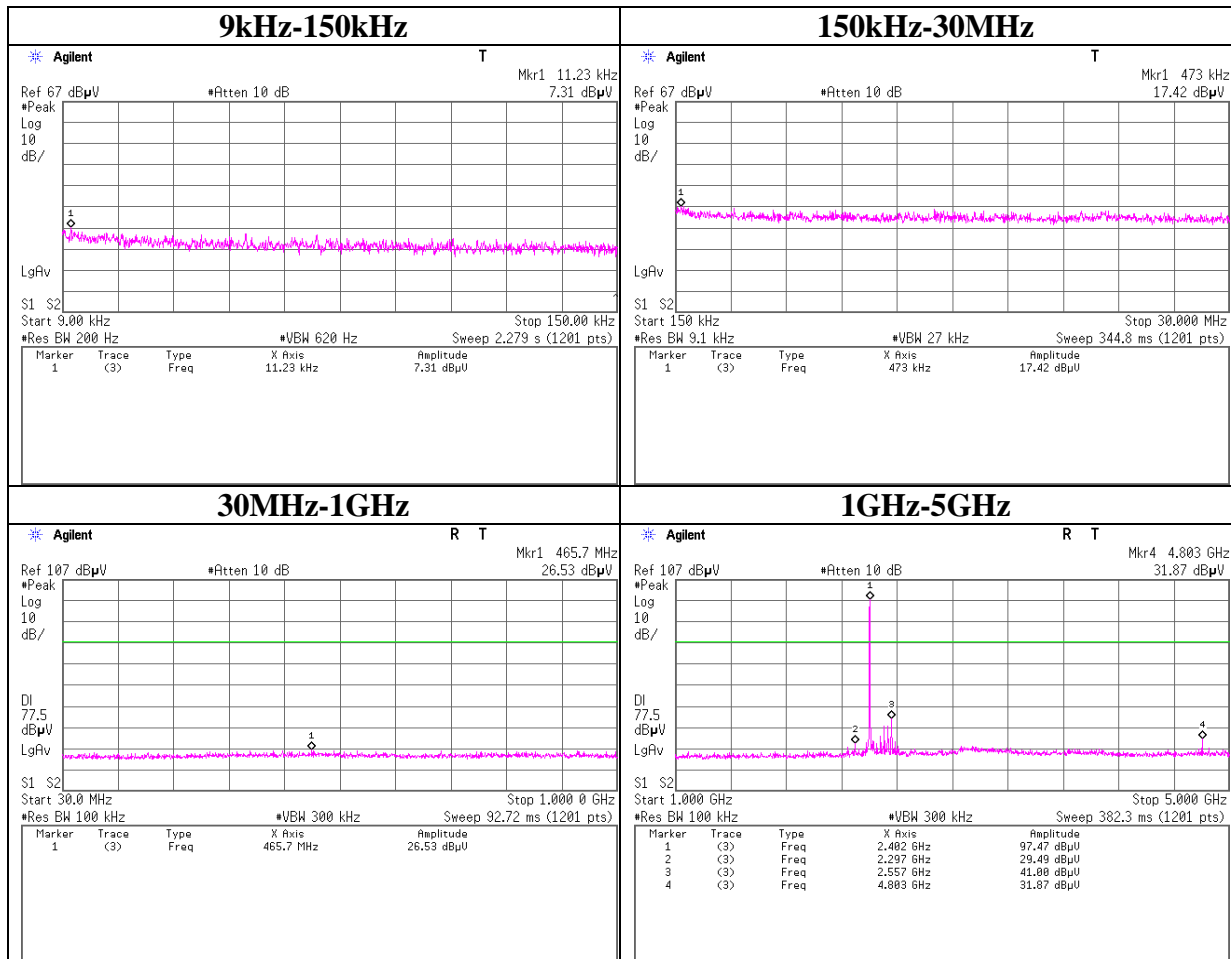 9kHz-150kHz
Agilent T
Mkr1 11.23 kHz
Ref 67 dBµV #Atten 10 dB 7.31 dBµV
#Peak
Log
10
dB/
1
LgAv
S1 S2
Start 9.00 kHz Stop 150.00 kHz
#Res BW 200 Hz #VBW 620 Hz Sweep 2.279 s (1201 pts)
Marker Trace Type X Axis Amplitude
1 (3) Freq 11.23 kHz 7.31 dBµV
150kHz-30MHz
Agilent T
Mkr1 473 kHz
Ref 67 dBµV #Atten 10 dB 17.42 dBµV
#Peak
Log
10
dB/
1
LgAv
S1 S2
Start 150 kHz Stop 30.000 MHz
#Res BW 9.1 kHz #VBW 27 kHz Sweep 344.8 ms (1201 pts)
Marker Trace Type X Axis Amplitude
1 (3) Freq 473 kHz 17.42 dBµV
30MHz-1GHz
Agilent R T
Mkr1 465.7 MHz
Ref 107 dBµV #Atten 10 dB 26.53 dBµV
#Peak
Log
10
dB/
DI
77.5
dBµV
1
LgAv
S1 S2
Start 30.0 MHz Stop 1.000 0 GHz
#Res BW 100 kHz #VBW 300 kHz Sweep 92.72 ms (1201 pts)
Marker Trace Type X Axis Amplitude
1 (3) Freq 465.7 MHz 26.53 dBµV
1GHz-5GHz
Agilent R T
Mkr4 4.803 GHz
Ref 107 dBµV #Atten 10 dB 31.87 dBµV
#Peak
1
Log
10
dB/
DI
3
77.5
dBµV
2 4
LgAv
S1 S2
Start 1.000 GHz Stop 5.000 GHz
#Res BW 100 kHz #VBW 300 kHz Sweep 382.3 ms (1201 pts)
Marker Trace Type X Axis Amplitude
1 (3) Freq 2.402 GHz 97.47 dBµV
2 (3) Freq 2.297 GHz 29.49 dBµV
3 (3) Freq 2.557 GHz 41.00 dBµV
4 (3) Freq 4.803 GHz 31.87 dBµV